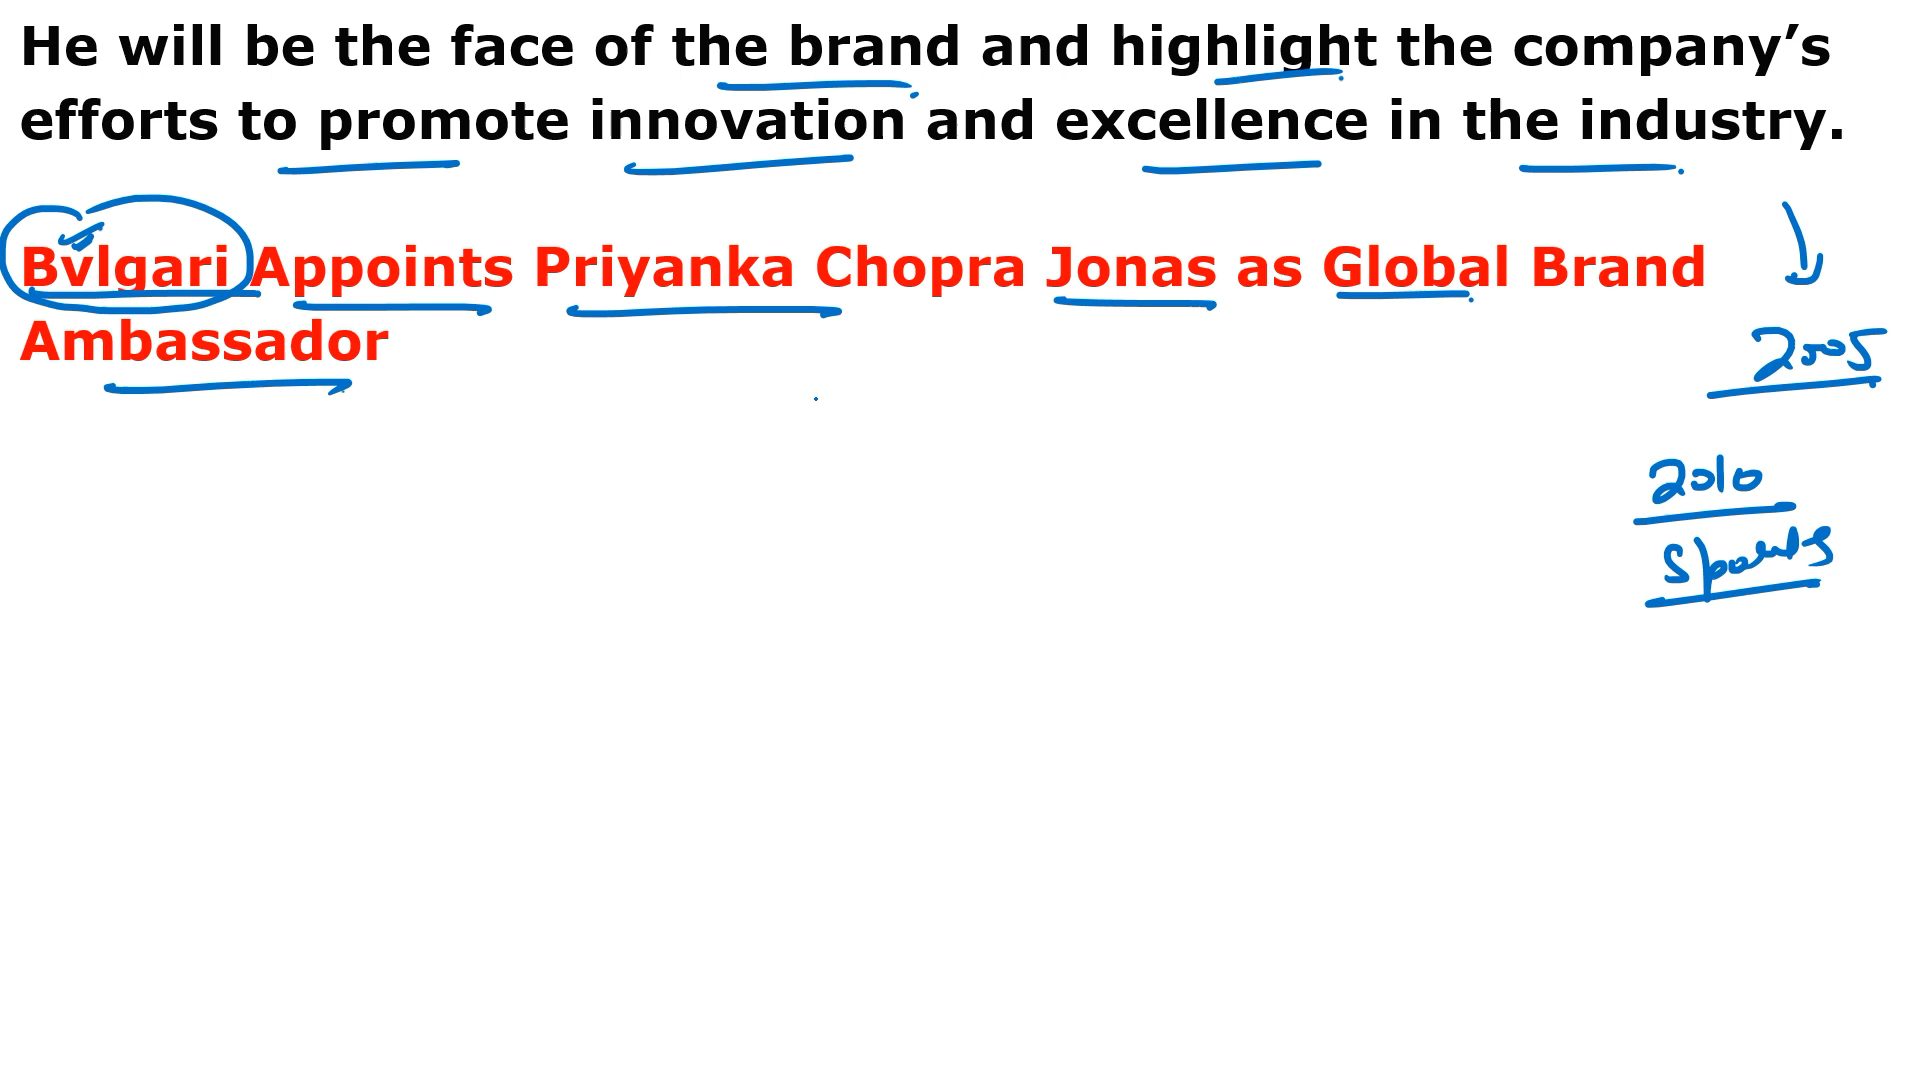 He will be the face of the brand and highlight the company’s
efforts to promote innovation and excellence in the industry.
Bvlgari Appoints Priyanka Chopra Jonas as Global Brand
Ambassador
2005
2010
Sports